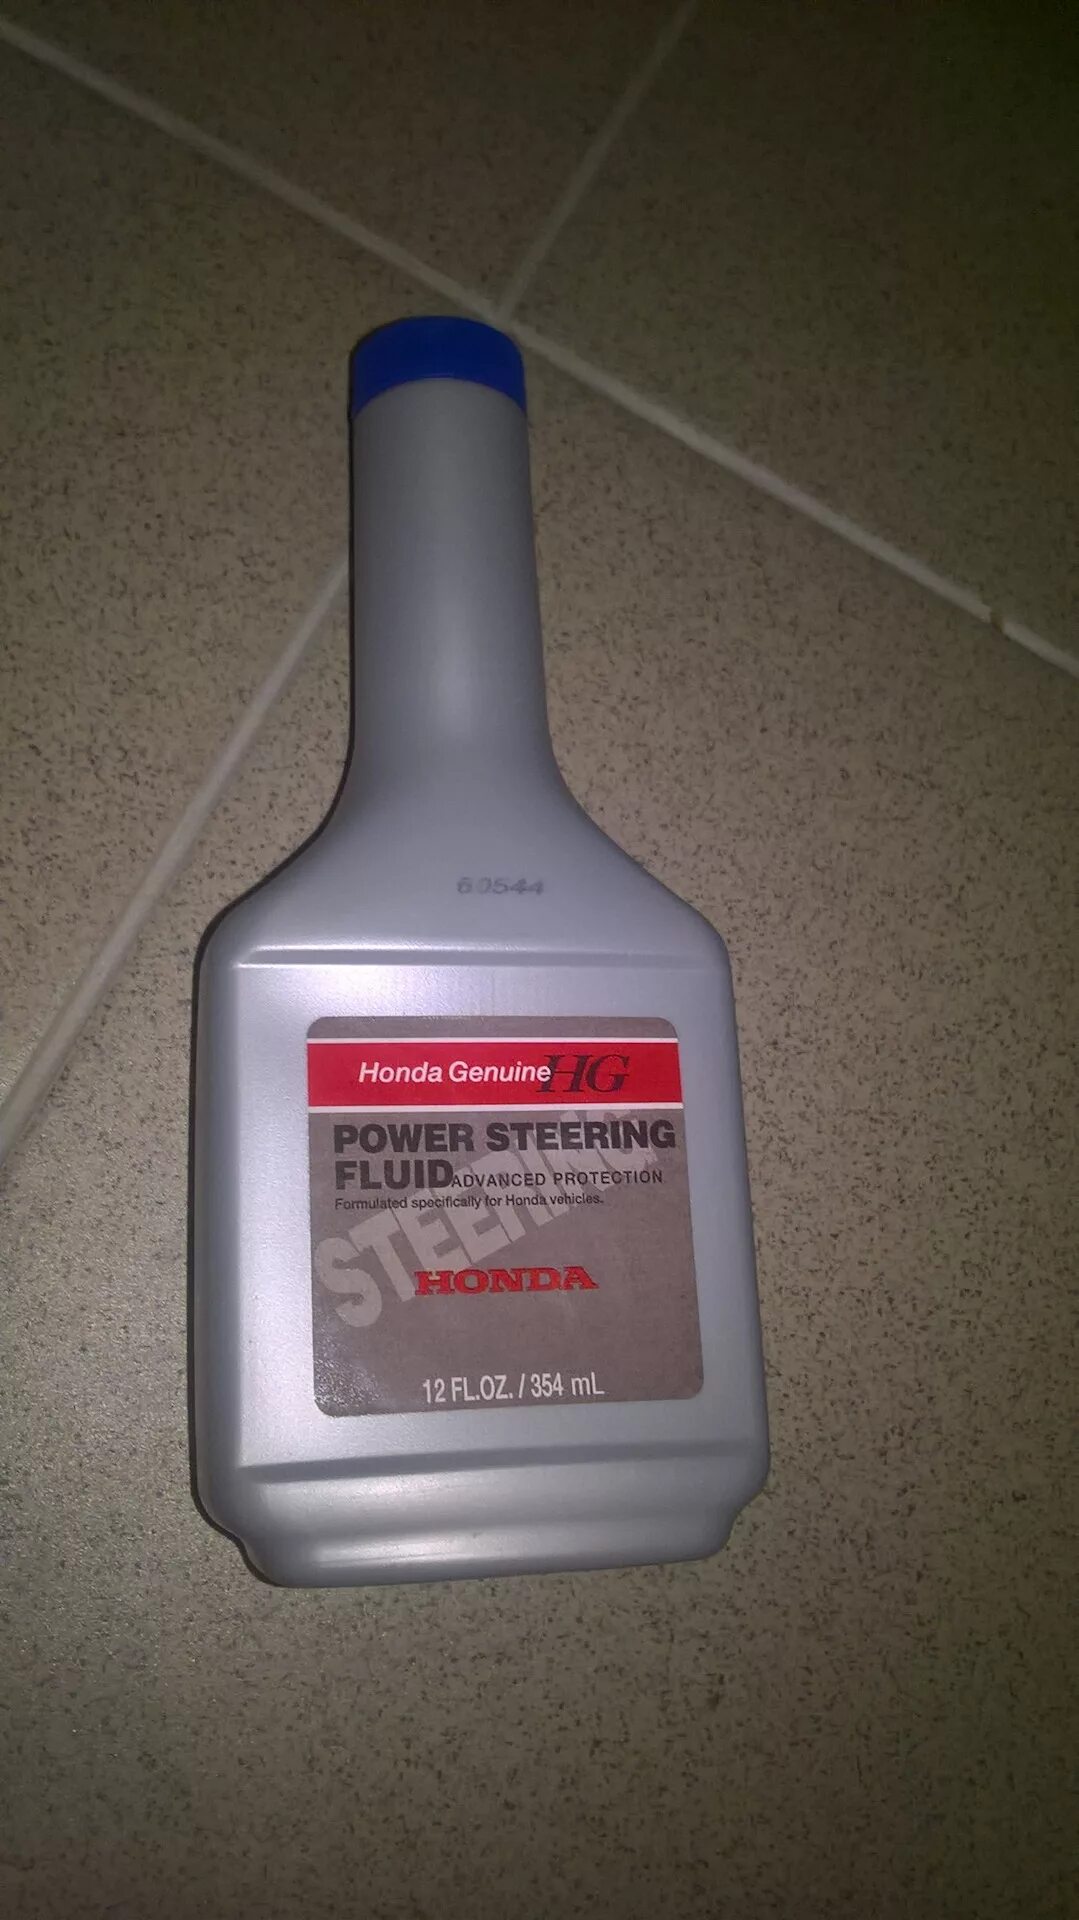 60544
Honda Genuine HG
POWER STEERING
FLUID ADVANCED PROTECTION
Formulated specifically for Honda vehicles.
STEERING
HONDA
12 FL.OZ. / 354 mL